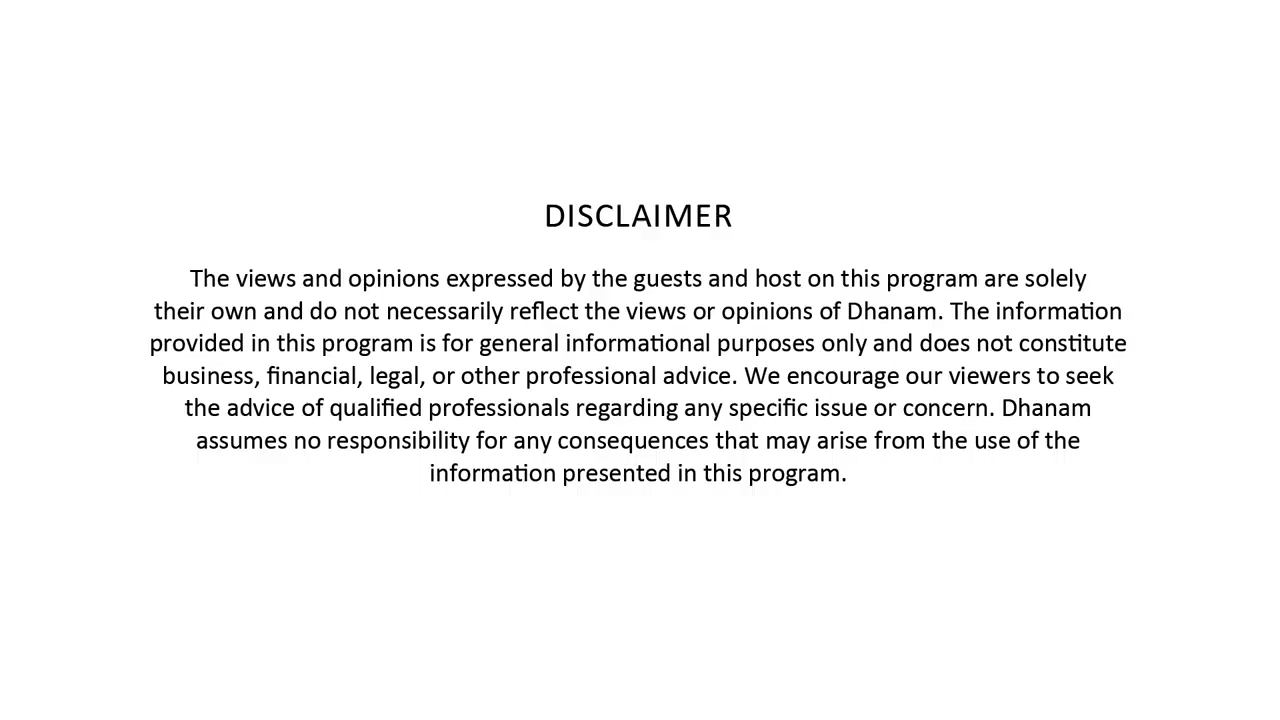 DISCLAIMER
The views and opinions expressed by the guests and host on this program are solely
their own and do not necessarily reflect the views or opinions of Dhanam. The information
provided in this program is for general informational purposes only and does not constitute
business, financial, legal, or other professional advice. We encourage our viewers to seek
the advice of qualified professionals regarding any specific issue or concern. Dhanam
assumes no responsibility for any consequences that may arise from the use of the
information presented in this program.